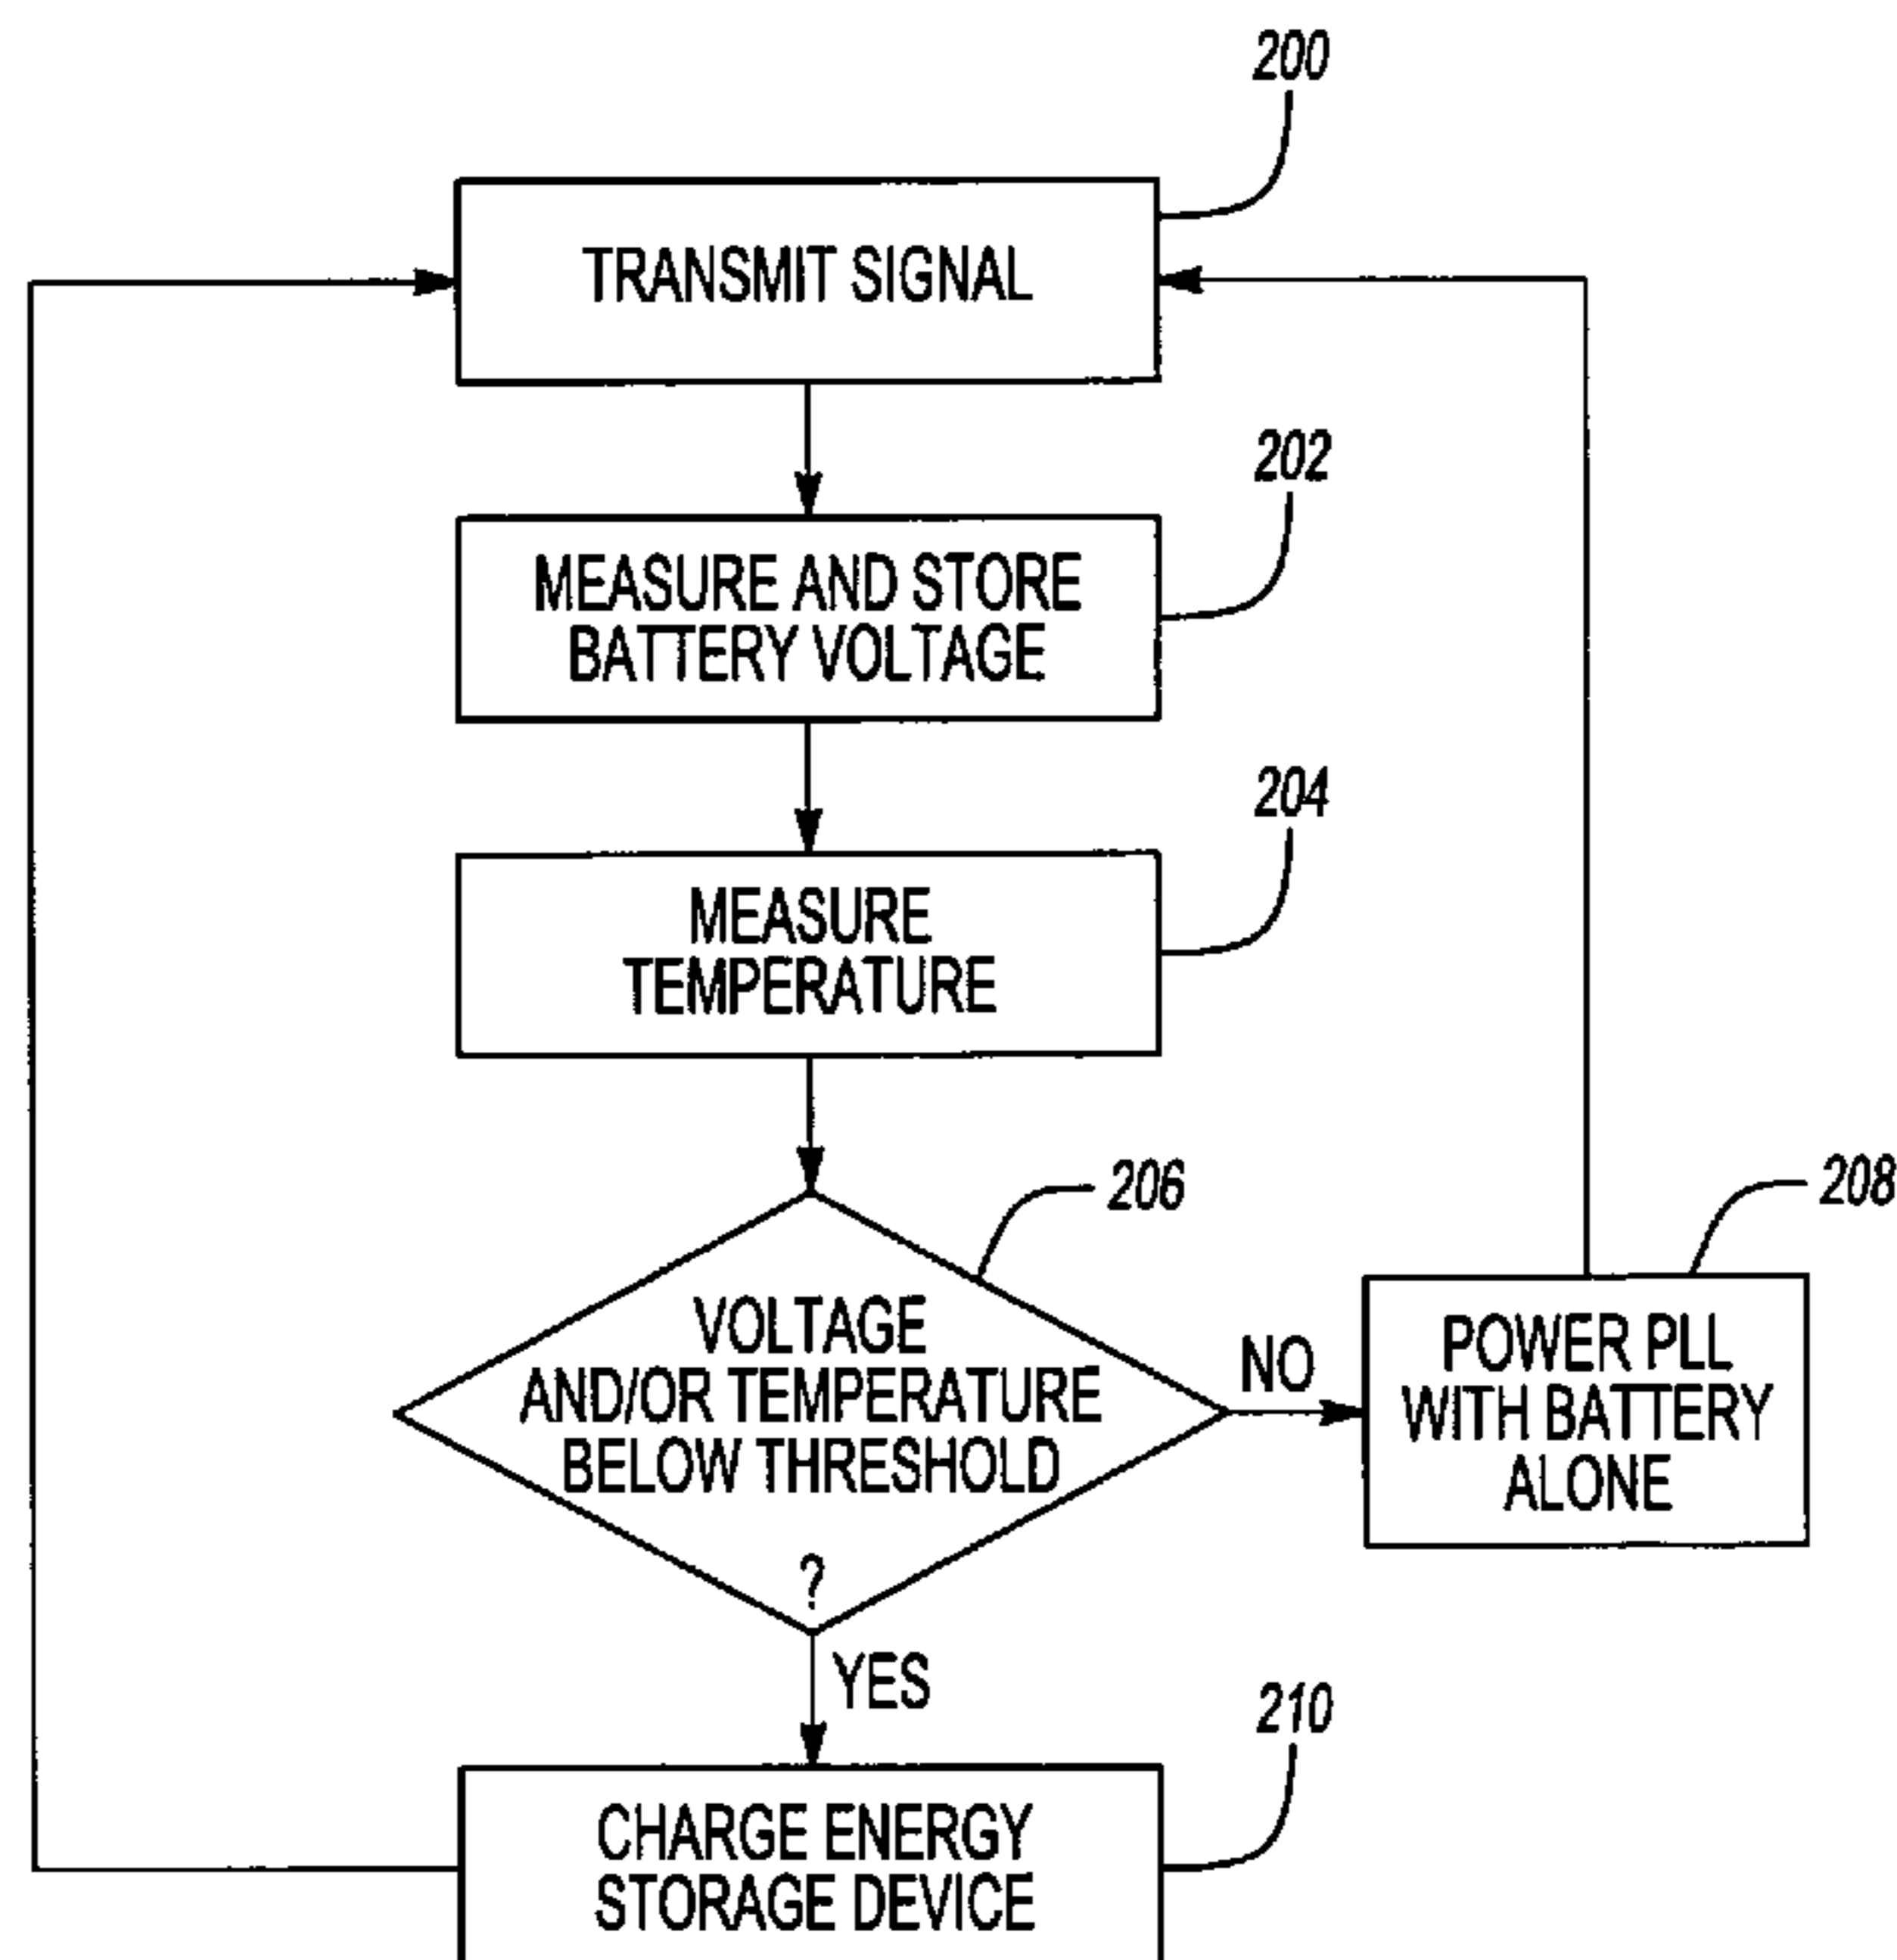 200
TRANSMIT SIGNAL
202
MEASURE AND STORE
BATTERY VOLTAGE
204
MEASURE
TEMPERATURE
206
208
VOLTAGE
AND/OR TEMPERATURE
BELOW THRESHOLD
?
NO
POWER PLL
WITH BATTERY
ALONE
YES
210
CHARGE ENERGY
STORAGE DEVICE